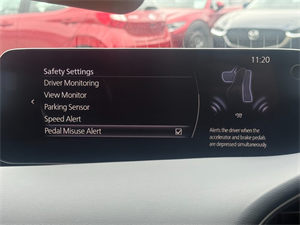 11:20
Safety Settings
Driver Monitoring
View Monitor
Parking Sensor
Speed Alert
Pedal Misuse Alert
Alerts the driver when the
accelerator and brake pedals
are depressed simultaneously.